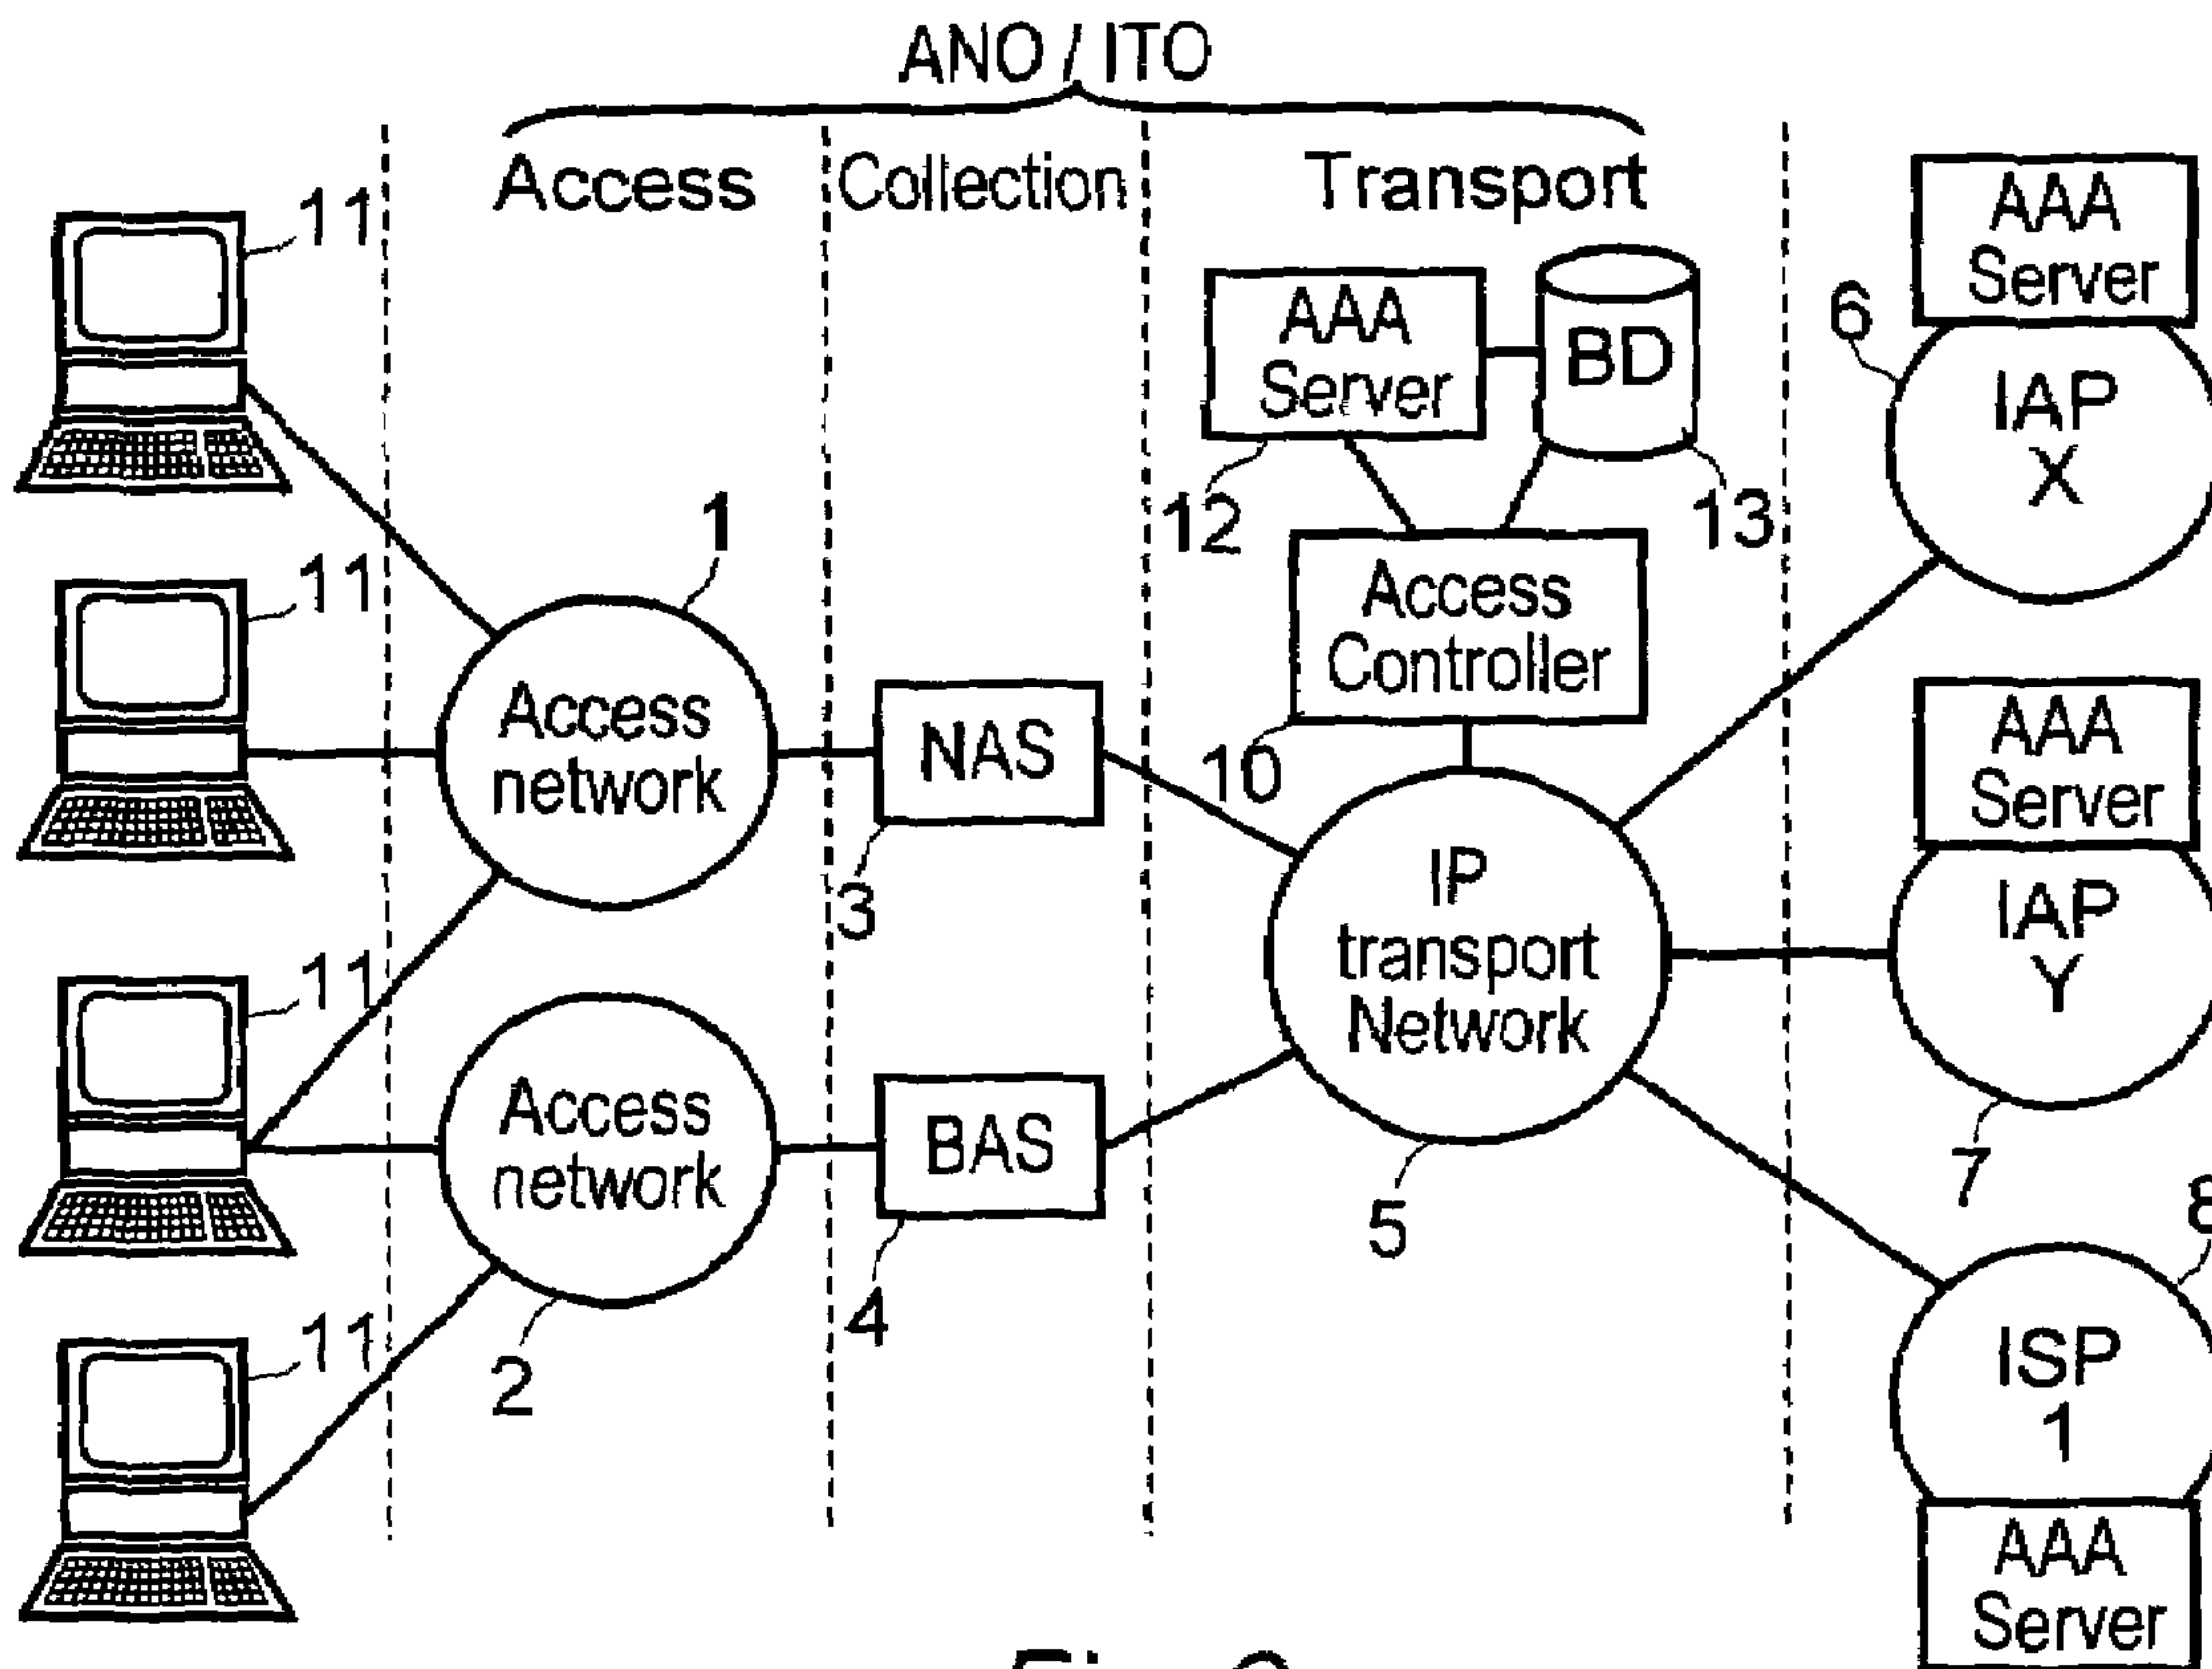 ANO / ITO
Access
Collection
Transport
11
11
11
11
1
Access
network
2
Access
network
3
NAS
4
BAS
AAA
Server
BD
12
13
Access
Controller
10
IP
transport
Network
5
AAA
Server
6
IAP
X
AAA
Server
IAP
Y
7
8
ISP
1
AAA
Server